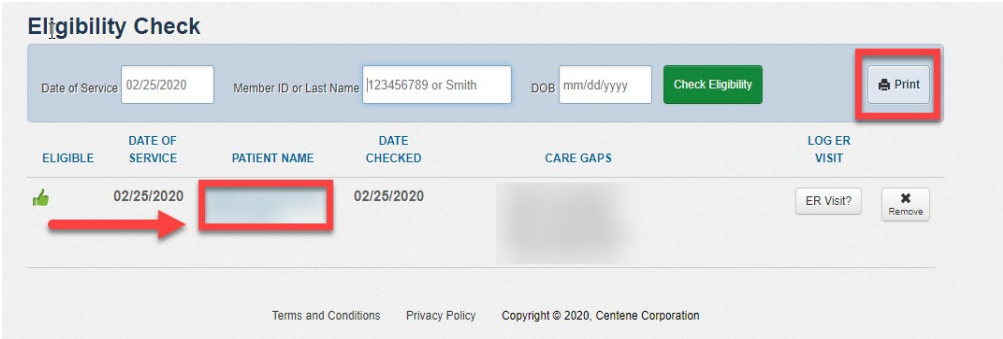 Eligibility Check
Date of Service 02/25/2020 Member ID or Last Name 123456789 or Smith DOB mm/dd/yyyy Check Eligibility Print
ELIGIBLE DATE OF SERVICE PATIENT NAME DATE CHECKED CARE GAPS LOG ER VISIT
02/25/2020 02/25/2020 ER Visit? Remove
Terms and Conditions Privacy Policy Copyright © 2020, Centene Corporation